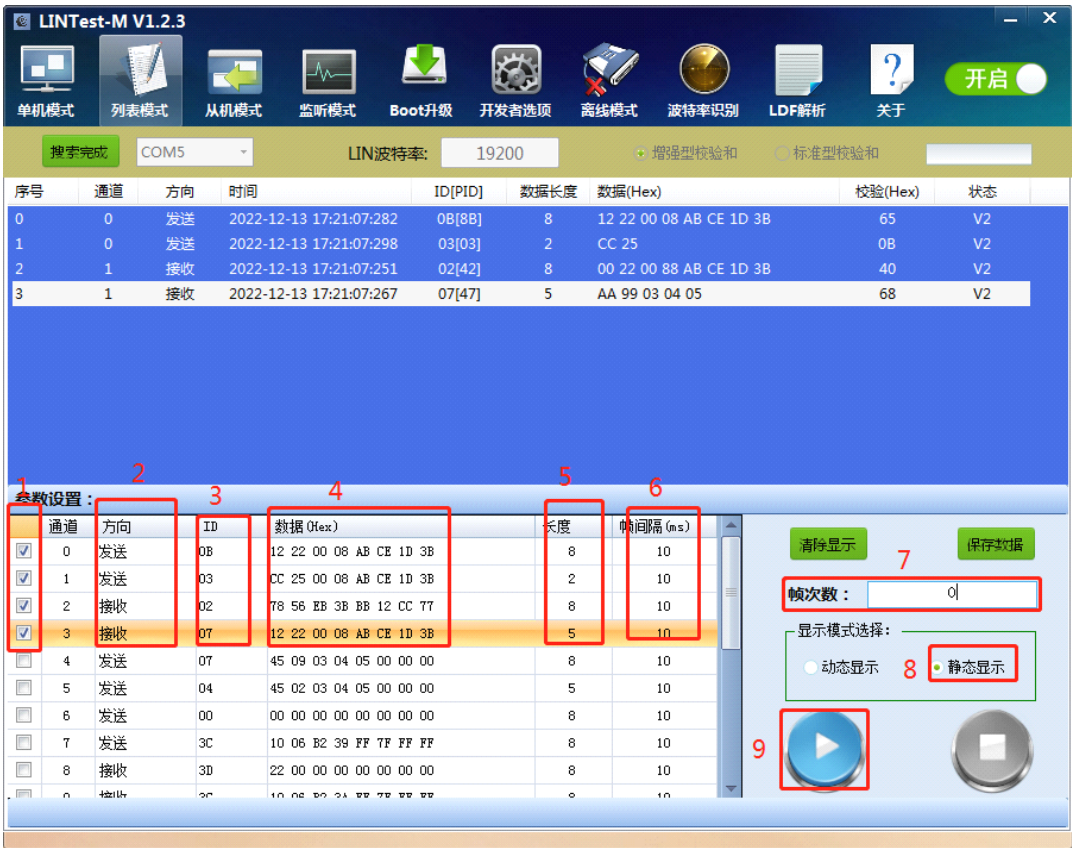 LINTest-M V1.2.3
单机模式 列表模式 从机模式 监听模式 Boot升级 开发者选项 离线模式 波特率识别 LDF解析 关于 开启
搜索完成 COM5 LIN波特率: 19200 增强型校验和 标准型校验和
序号 通道 方向 时间 ID[PID] 数据长度 数据(Hex) 校验(Hex) 状态
0 0 发送 2022-12-13 17:21:07:282 0B[8B] 8 12 22 00 08 AB CE 1D 3B 65 V2
1 0 发送 2022-12-13 17:21:07:298 03[03] 2 CC 25 0B V2
2 1 接收 2022-12-13 17:21:07:251 02[42] 8 00 22 00 88 AB CE 1D 3B 40 V2
3 1 接收 2022-12-13 17:21:07:267 07[47] 5 AA 99 03 04 05 68 V2
1 2 3 4 5 6
参数设置：
通道 方向 ID 数据(Hex) 长度 帧间隔(ms)
0 发送 0B 12 22 00 08 AB CE 1D 3B 8 10
1 发送 03 CC 25 00 08 AB CE 1D 3B 2 10
2 接收 02 78 56 EB 3B BB 12 CC 77 8 10
3 接收 07 12 22 00 08 AB CE 1D 3B 5 10
4 发送 07 45 09 03 04 05 00 00 00 8 10
5 发送 04 45 02 03 04 05 00 00 00 5 10
6 发送 00 00 00 00 00 00 00 00 00 8 10
7 发送 3C 10 06 B2 39 FF 7F FF FF 8 10
8 接收 3D 22 00 00 00 00 00 00 00 8 10
清除显示 保存数据
7
帧次数： 0
显示模式选择：
动态显示 8 静态显示
9